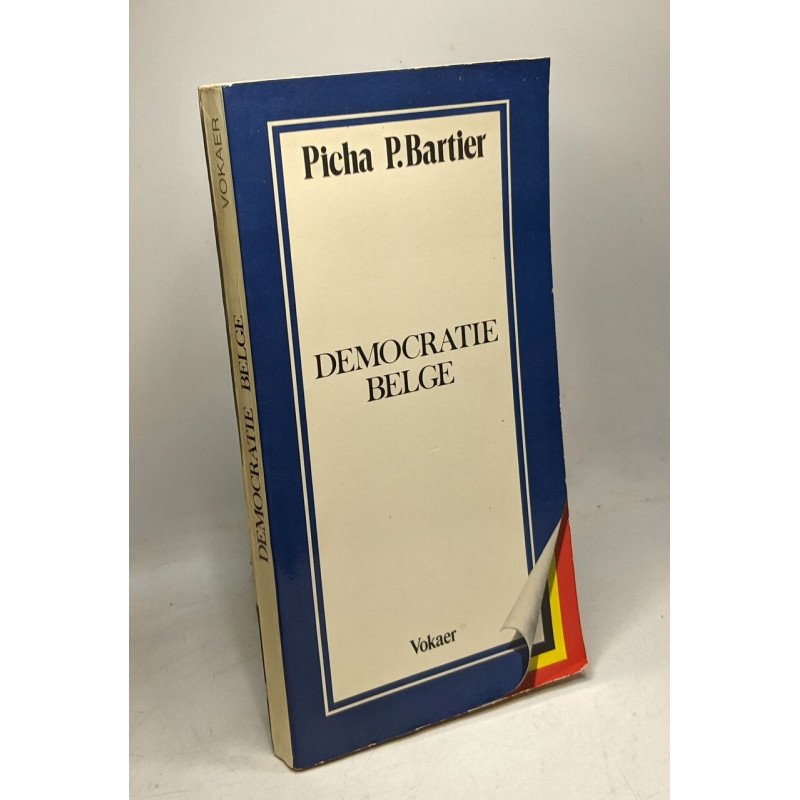 Picha P.Bartier
DEMOCRATIE
BELGE
Vokaer
VOKAER
DEMOCRATIE BELGE